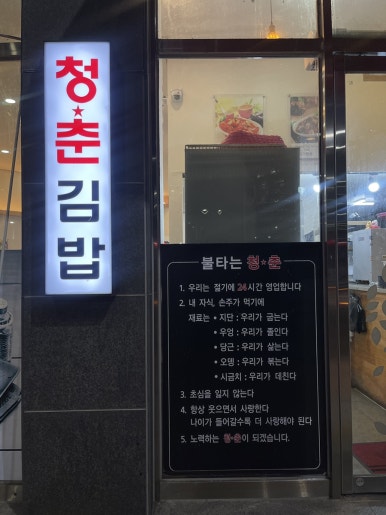 청★춘김밥
불타는 청★춘
1. 우리는 절기에 24시간 영업합니다
2. 내 자식, 손주가 먹기에
재료는 • 지단 : 우리가 굽는다
• 우엉 : 우리가 졸인다
• 당근 : 우리가 삶는다
• 오뎅 : 우리가 볶는다
• 시금치 : 우리가 데친다
3. 초심을 잃지 않는다
4. 항상 웃으면서 사랑한다
나이가 들어갈수록 더 사랑해야 된다
5. 노력하는 청★춘이 되겠습니다.